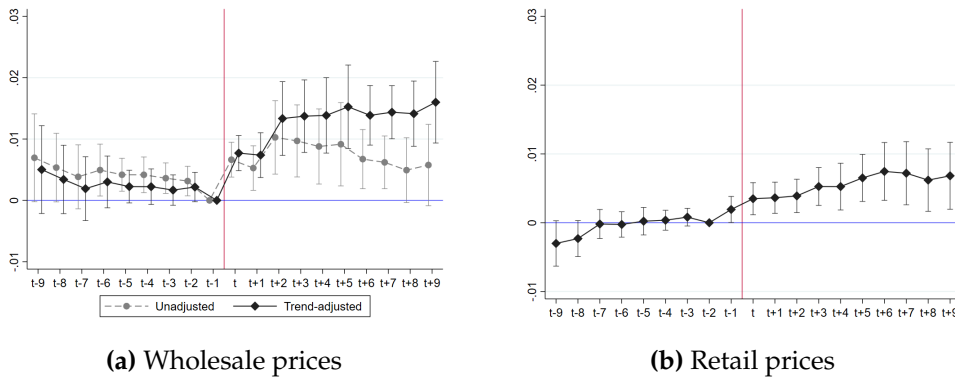 .03
.02
.01
0
-.01
t-9 t-8 t-7 t-6 t-5 t-4 t-3 t-2 t-1 t t+1 t+2 t+3 t+4 t+5 t+6 t+7 t+8 t+9
Unadjusted Trend-adjusted
(a) Wholesale prices
.03
.02
.01
0
-.01
t-9 t-8 t-7 t-6 t-5 t-4 t-3 t-2 t-1 t t+1 t+2 t+3 t+4 t+5 t+6 t+7 t+8 t+9
(b) Retail prices